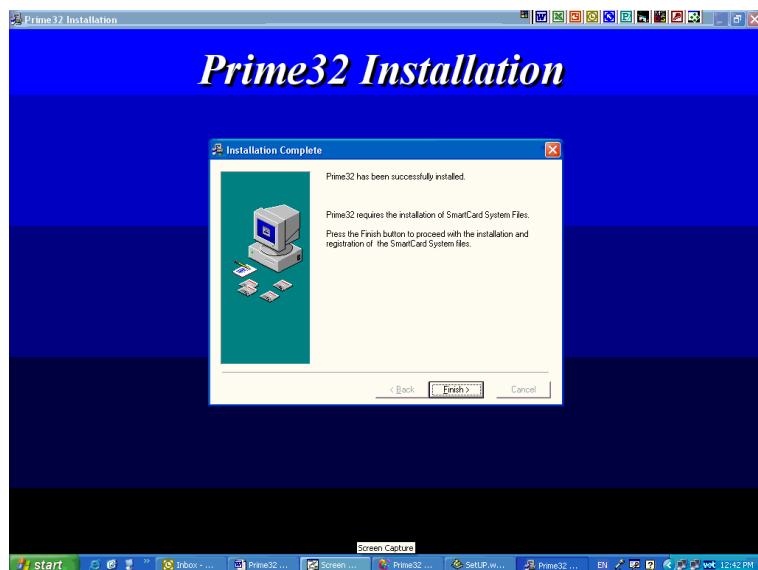 Prime32 Installation
Prime32 Installation
Installation Complete
Prime32 has been successfully installed.
Prime32 requires the installation of SmartCard System Files.
Press the Finish button to proceed with the installation and
registration of the SmartCard System files.
< Back
Finish >
Cancel
Screen Capture
start
Inbox - ...
Prime32 ...
Screen ...
Prime32 ...
SetUP.w...
Prime32 ...
EN
vet
12:42 PM